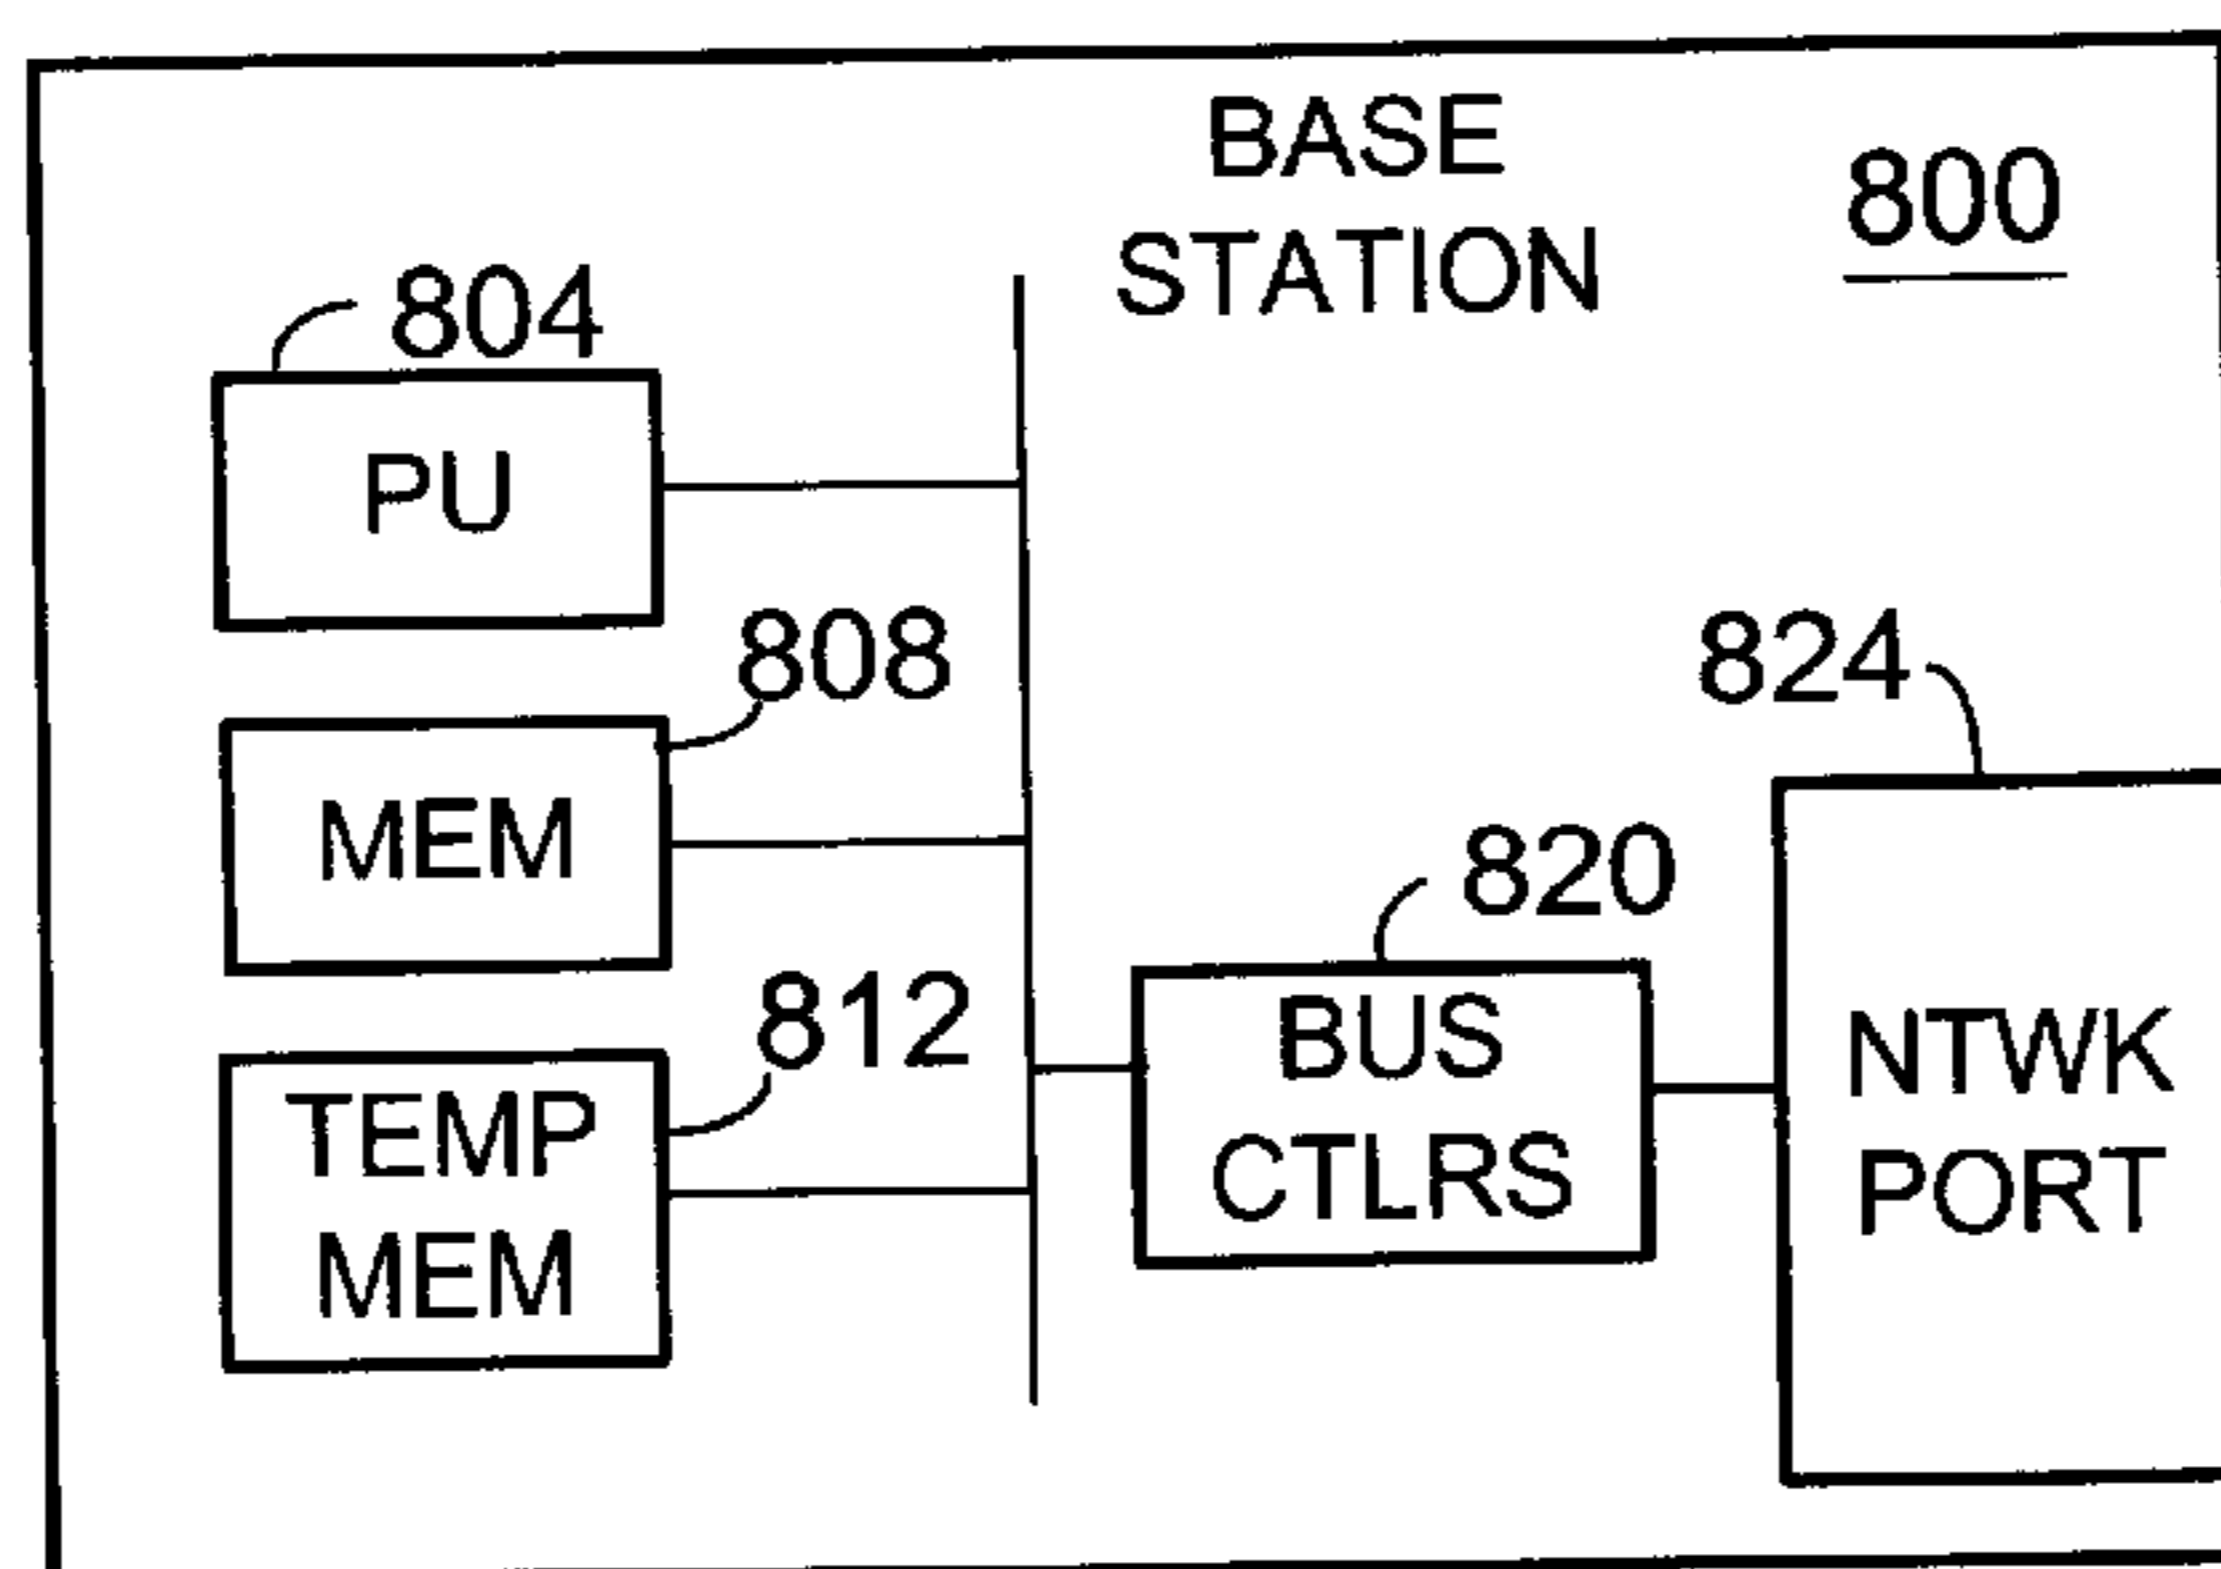 BASE
STATION
800
804
PU
808
MEM
812
TEMP
MEM
820
BUS
CTLRS
824
NTWK
PORT